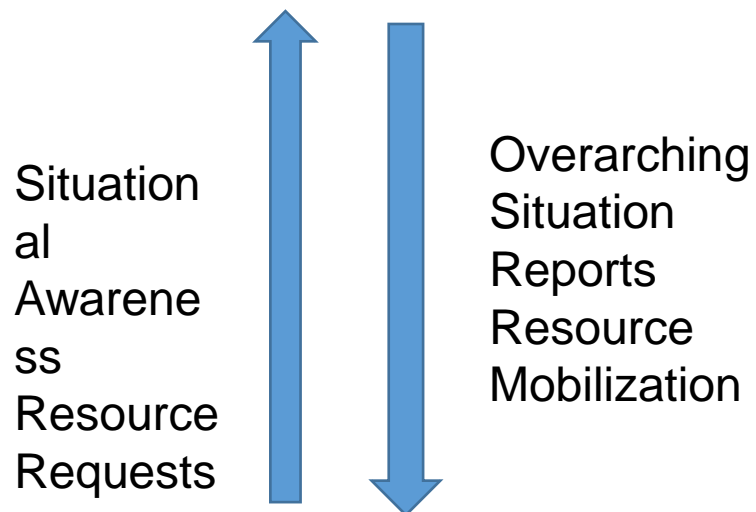 Situation
al
Awarene
ss
Resource
Requests
Overarching
Situation
Reports
Resource
Mobilization